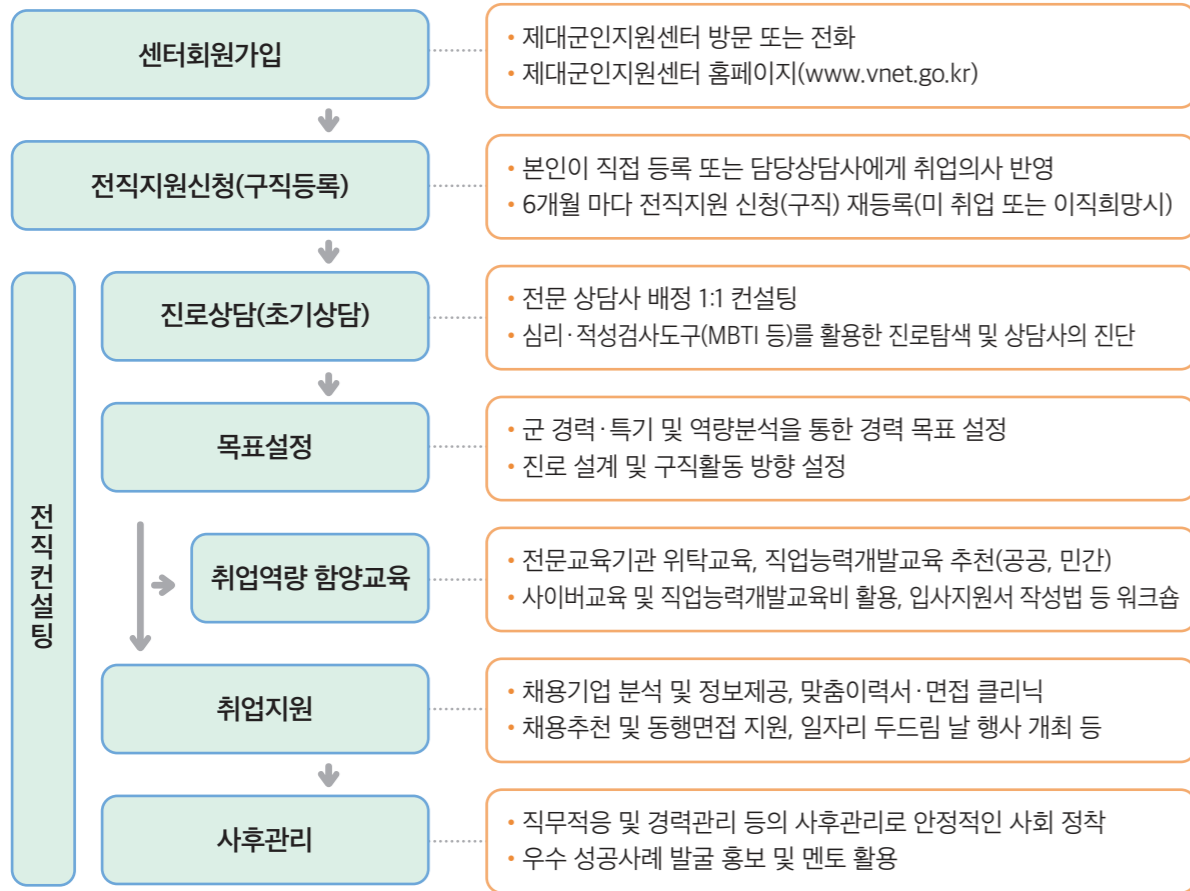 센터회원가입
• 제대군인지원센터 방문 또는 전화
• 제대군인지원센터 홈페이지(www.vnet.go.kr)
전직지원신청(구직등록)
• 본인이 직접 등록 또는 담당상담사에게 취업의사 반영
• 6개월 마다 전직지원 신청(구직) 재등록(미 취업 또는 이직희망시)
전직컨설팅
진로상담(초기상담)
• 전문 상담사 배정 1:1 컨설팅
• 심리·적성검사도구(MBTI 등)를 활용한 진로탐색 및 상담사의 진단
목표설정
• 군 경력·특기 및 역량분석을 통한 경력 목표 설정
• 진로 설계 및 구직활동 방향 설정
취업역량 함양교육
• 전문교육기관 위탁교육, 직업능력개발교육 추천(공공, 민간)
• 사이버교육 및 직업능력개발교육비 활용, 입사지원서 작성법 등 워크숍
취업지원
• 채용기업 분석 및 정보제공, 맞춤이력서·면접 클리닉
• 채용추천 및 동행면접 지원, 일자리 두드림 날 행사 개최 등
사후관리
• 직무적응 및 경력관리 등의 사후관리로 안정적인 사회 정착
• 우수 성공사례 발굴 홍보 및 멘토 활용